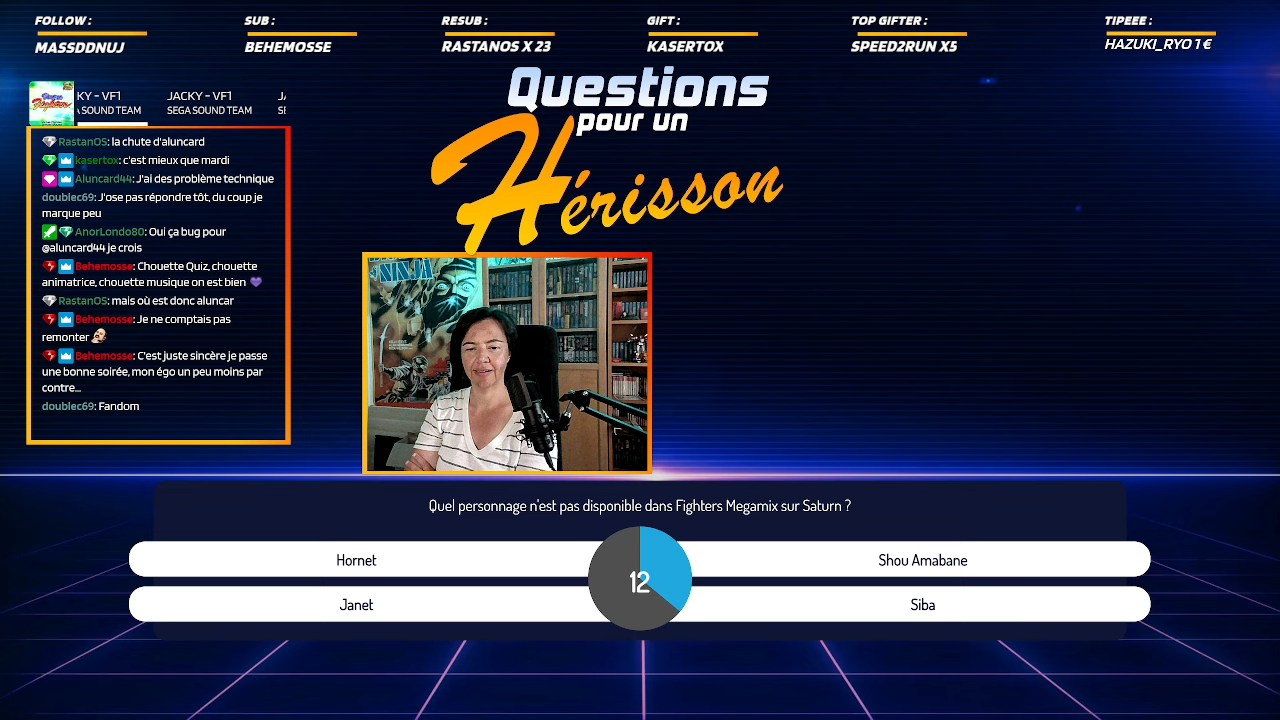 FOLLOW :
MASSDDNUJ
SUB :
BEHEMOSSE
RESUB :
RASTANOS X 23
GIFT :
KASERTOX
TOP GIFTER :
SPEED2RUN X5
TIPEEE :
HAZUKI_RYO 1 €
Questions
pour un
Hérisson
KY - VF1
SOUND TEAM
JACKY - VF1
SEGA SOUND TEAM
RastanOS: la chute d'aluncard
kasertox: c'est mieux que mardi
Aluncard44: J'ai des problème technique
doublec69: J'ose pas répondre tôt, du coup je
marque peu
AnorLondo80: Oui ça bug pour
@aluncard44 je crois
Behemosse: Chouette Quiz, chouette
animatrice, chouette musique on est bien 💜
RastanOS: mais où est donc aluncar
Behemosse: Je ne comptais pas
remonter
Behemosse: C'est juste sincère je passe
une bonne soirée, mon égo un peu moins par
contre...
doublec69: Fandom
NINJA
Quel personnage n'est pas disponible dans Fighters Megamix sur Saturn ?
Hornet
Shou Amabane
12
Janet
Siba